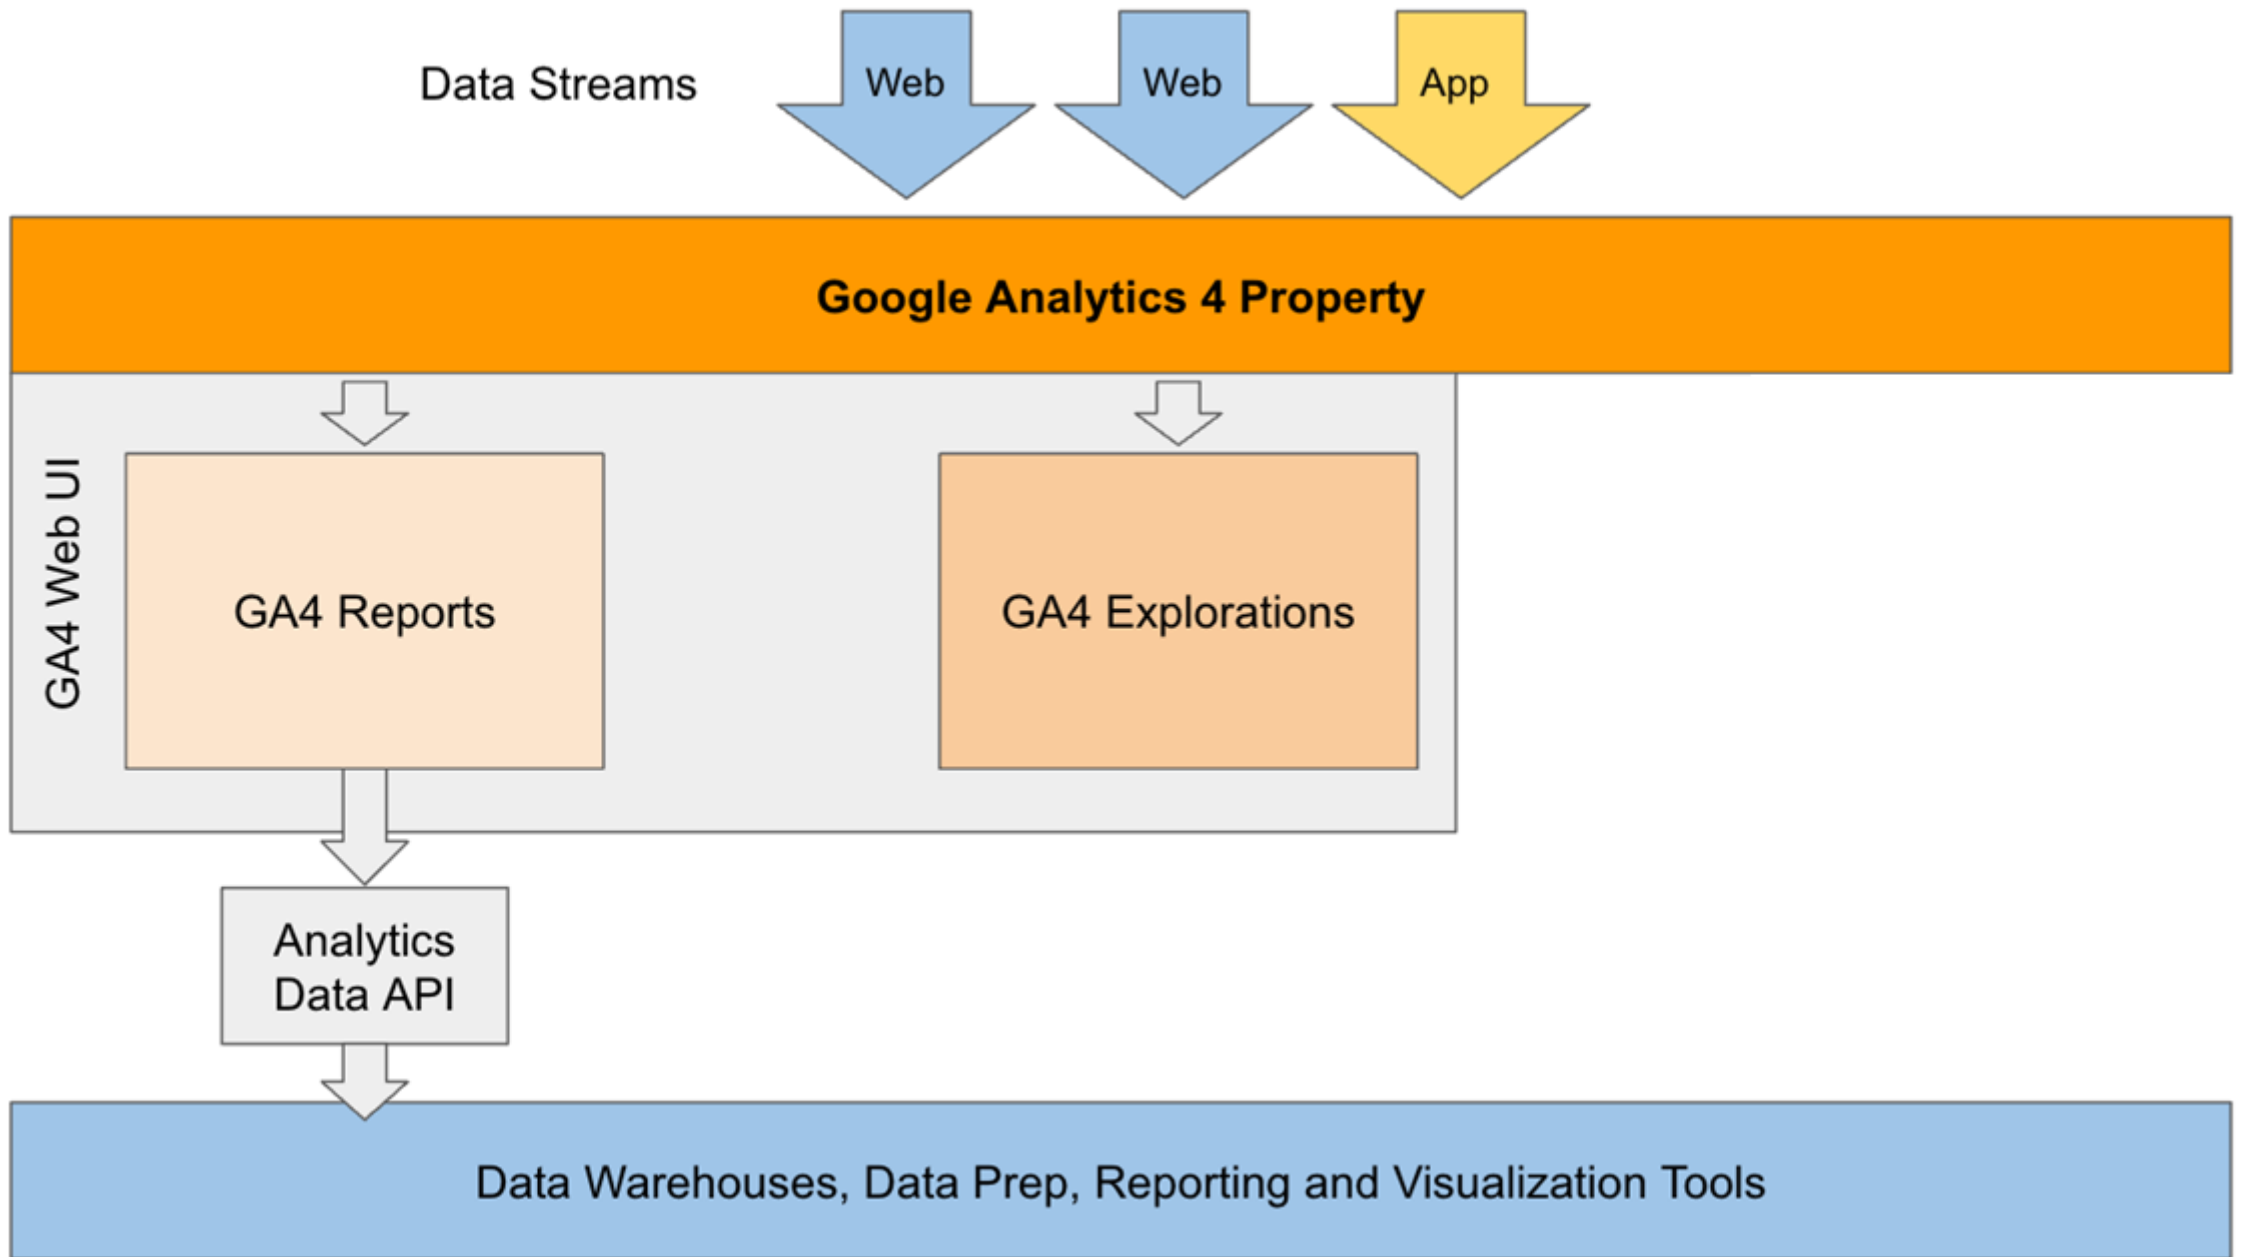 Data Streams
Web
Web
App
Google Analytics 4 Property
GA4 Web UI
GA4 Reports
GA4 Explorations
Analytics
Data API
Data Warehouses, Data Prep, Reporting and Visualization Tools